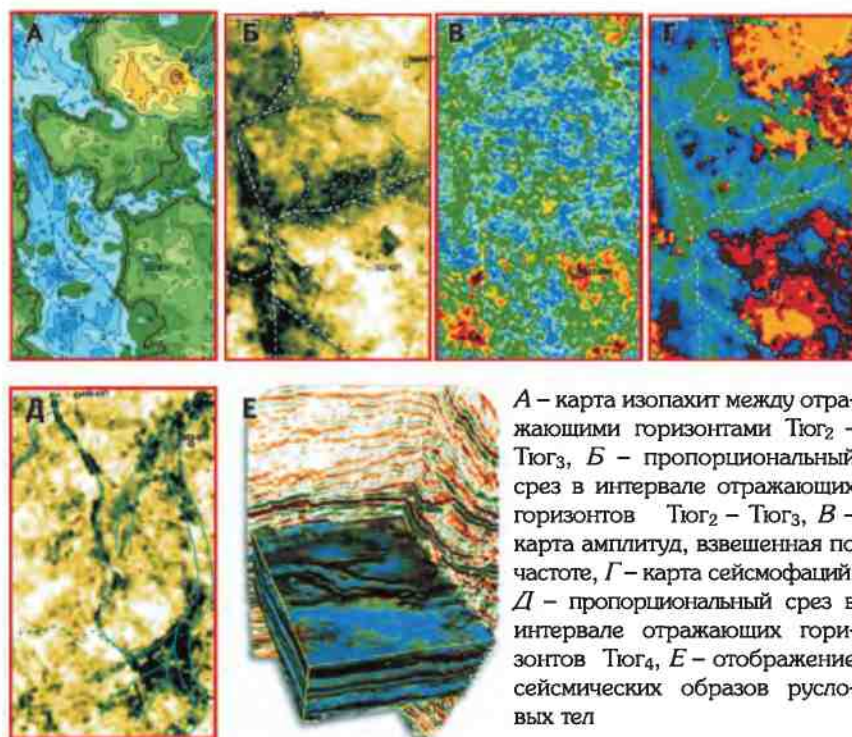 А Б В Г
Д Е
А – карта изопахит между отра-
жающими горизонтами Тюг₂ -
Тюг₃, Б – пропорциональный
срез в интервале отражающих
горизонтов Тюг₂ – Тюг₃, В –
карта амплитуд, взвешенная по
частоте, Г – карта сейсмофаций
Д – пропорциональный срез в
интервале отражающих гори-
зонтов Тюг₄, Е – отображение
сейсмических образов русло-
вых тел